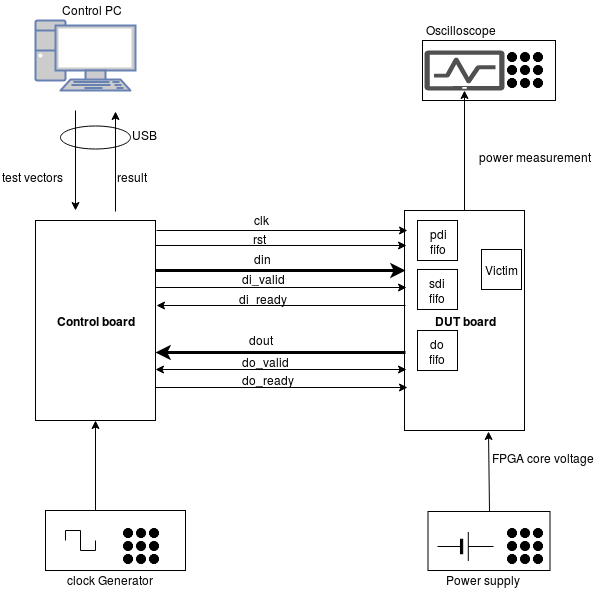 Control PC
Oscilloscope
USB
test vectors
result
power measurement
clk
rst
din
di_valid
di_ready
dout
do_valid
do_ready
Control board
pdi
fifo
sdi
fifo
Victim
DUT board
do
fifo
FPGA core voltage
clock Generator
Power supply